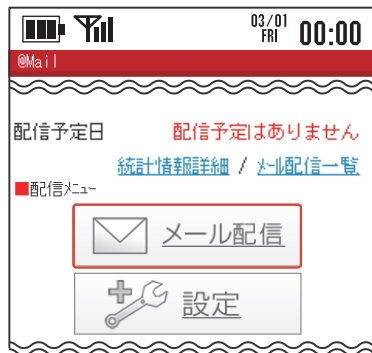 03/01
FRI 00:00
@Mail
配信予定日 配信予定はありません
統計情報詳細 / ﾒｰﾙ配信一覧
■配信ﾒﾆｭｰ
メール配信
設定